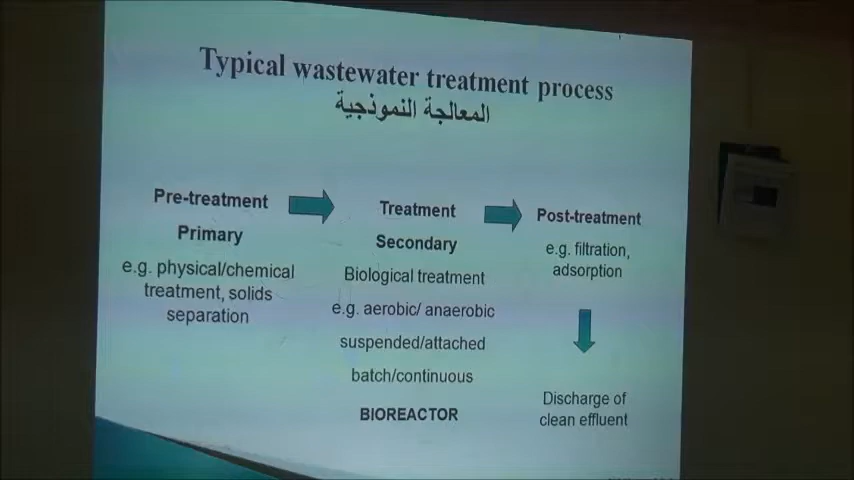 Typical wastewater treatment process
المعالجة النموذجية
Pre-treatment
Primary
e.g. physical/chemical
treatment, solids
separation
Treatment
Secondary
Biological treatment
e.g. aerobic/ anaerobic
suspended/attached
batch/continuous
BIOREACTOR
Post-treatment
e.g. filtration,
adsorption
Discharge of
clean effluent